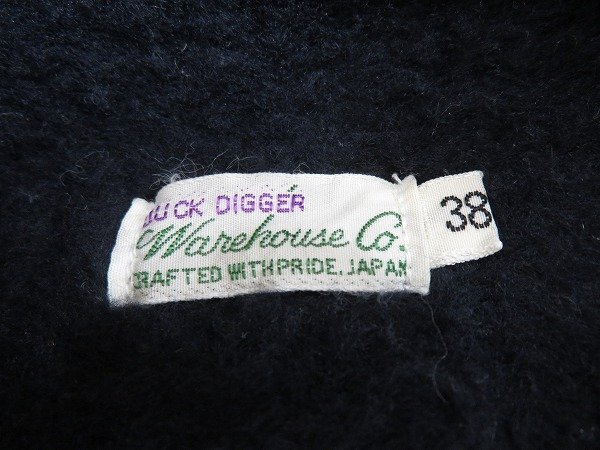 DUCK DIGGER
Warehouse Co.
CRAFTED WITH PRIDE. JAPAN
38